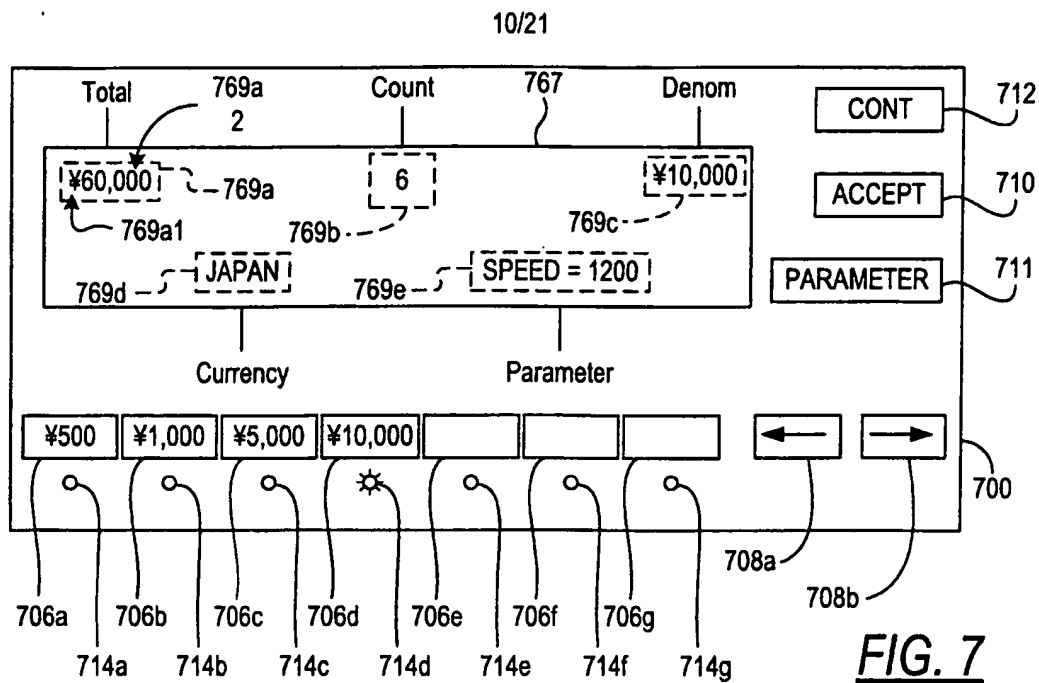 10/21
Total 769a 2 Count 767 Denom
CONT 712
¥60,000 769a 6 ¥10,000
ACCEPT 710
769a1 769b 769c
JAPAN SPEED = 1200
PARAMETER 711
769d 769e
Currency Parameter
¥500 ¥1,000 ¥5,000 ¥10,000
700
708a 708b
706a 706b 706c 706d 706e 706f 706g
714a 714b 714c 714d 714e 714f 714g
FIG. 7